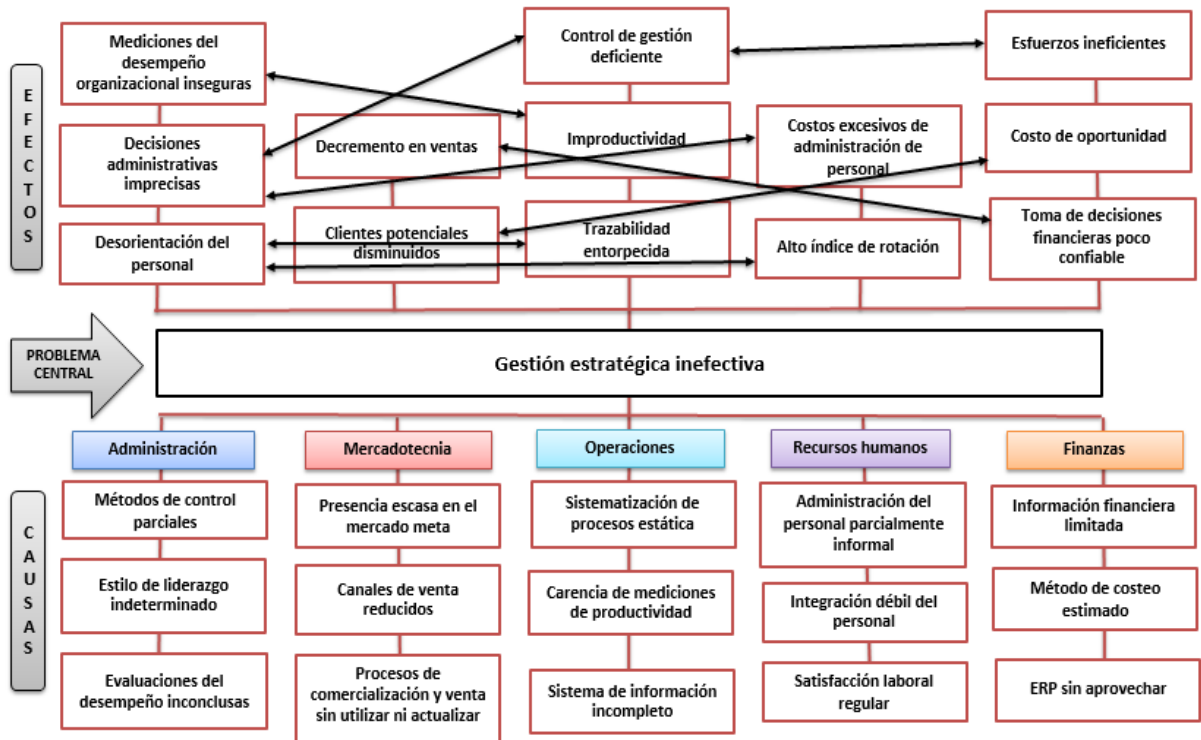 EFECTOS
Mediciones del
desempeño
organizacional inseguras
Decisiones
administrativas
imprecisas
Desorientación del
personal
Decremento en ventas
Clientes potenciales
disminuidos
Control de gestión
deficiente
Improductividad
Trazabilidad
entorpecida
Costos excesivos de
administración de
personal
Alto índice de rotación
Esfuerzos ineficientes
Costo de oportunidad
Toma de decisiones
financieras poco
confiable
PROBLEMA
CENTRAL
Gestión estratégica inefectiva
CAUSAS
Administración
Métodos de control
parciales
Estilo de liderazgo
indeterminado
Evaluaciones del
desempeño inconclusas
Mercadotecnia
Presencia escasa en el
mercado meta
Canales de venta
reducidos
Procesos de
comercialización y venta
sin utilizar ni actualizar
Operaciones
Sistematización de
procesos estática
Carencia de mediciones
de productividad
Sistema de información
incompleto
Recursos humanos
Administración del
personal parcialmente
informal
Integración débil del
personal
Satisfacción laboral
regular
Finanzas
Información financiera
limitada
Método de costeo
estimado
ERP sin aprovechar